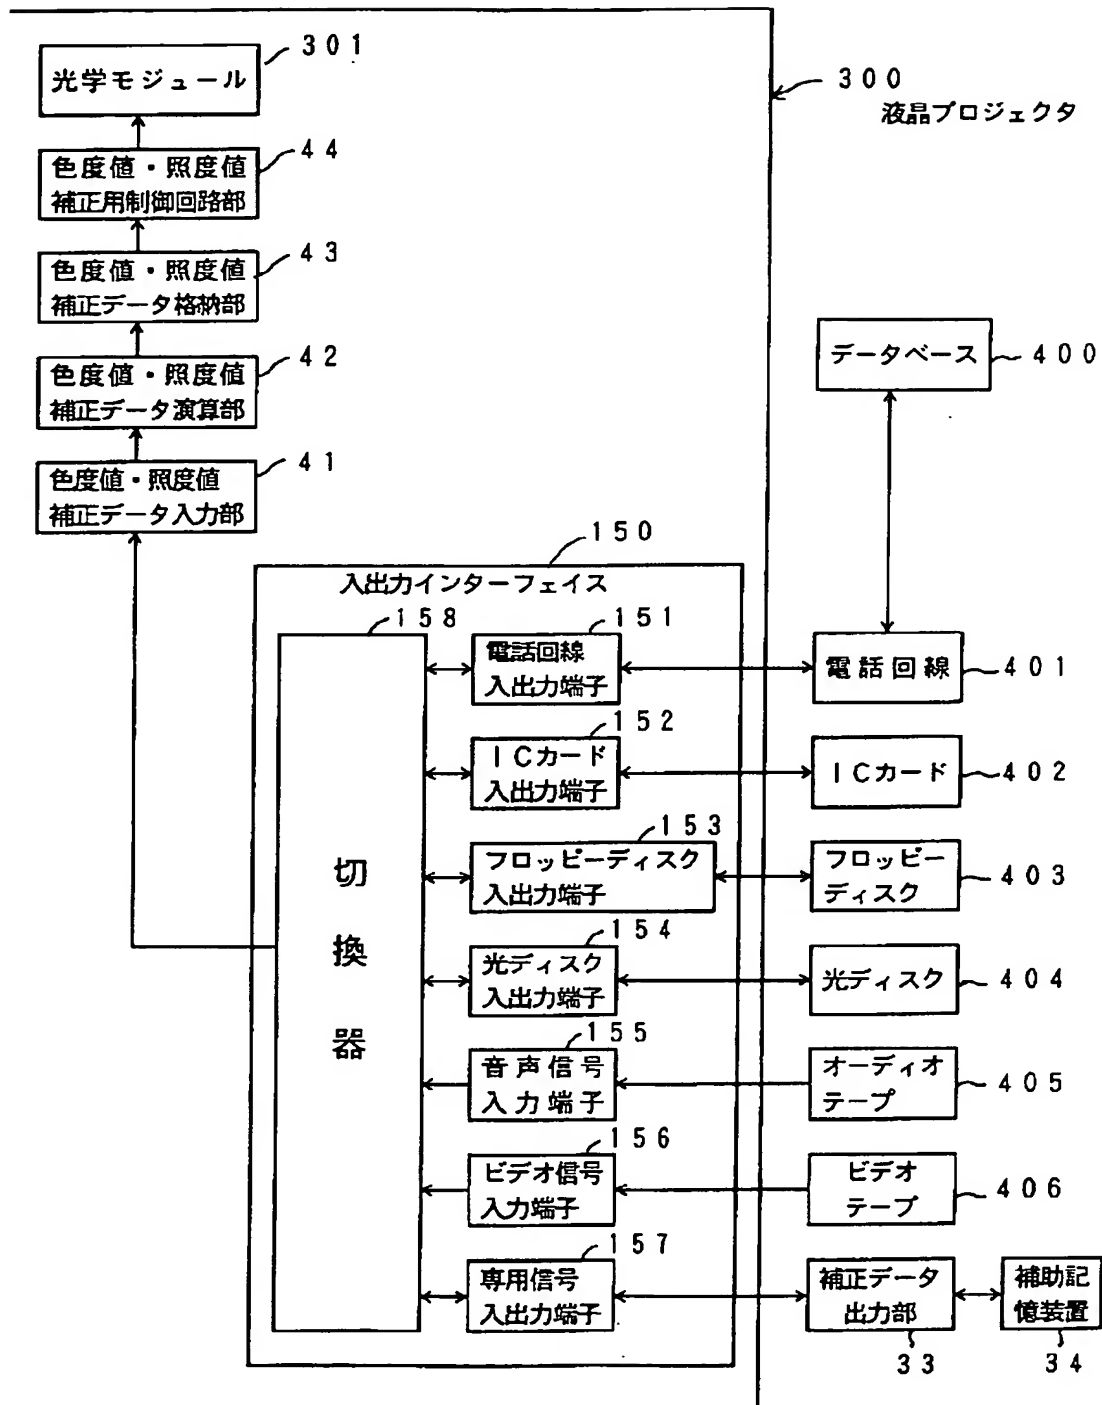 301
光学モジュール
300
液晶プロジェクタ
44
色度値・照度値
補正用制御回路部
43
色度値・照度値
補正データ格納部
42
色度値・照度値
補正データ演算部
データベース
400
41
色度値・照度値
補正データ入力部
150
入出力インターフェイス
158
151
電話回線
入出力端子
電話回線
401
152
ICカード
入出力端子
ICカード
402
153
フロッピーディスク
入出力端子
フロッピー
ディスク
403
切
換
器
154
光ディスク
入出力端子
光ディスク
404
155
音声信号
入力端子
オーディオ
テープ
405
156
ビデオ信号
入力端子
ビデオ
テープ
406
157
専用信号
入出力端子
補正データ
出力部
33
補助記
憶装置
34